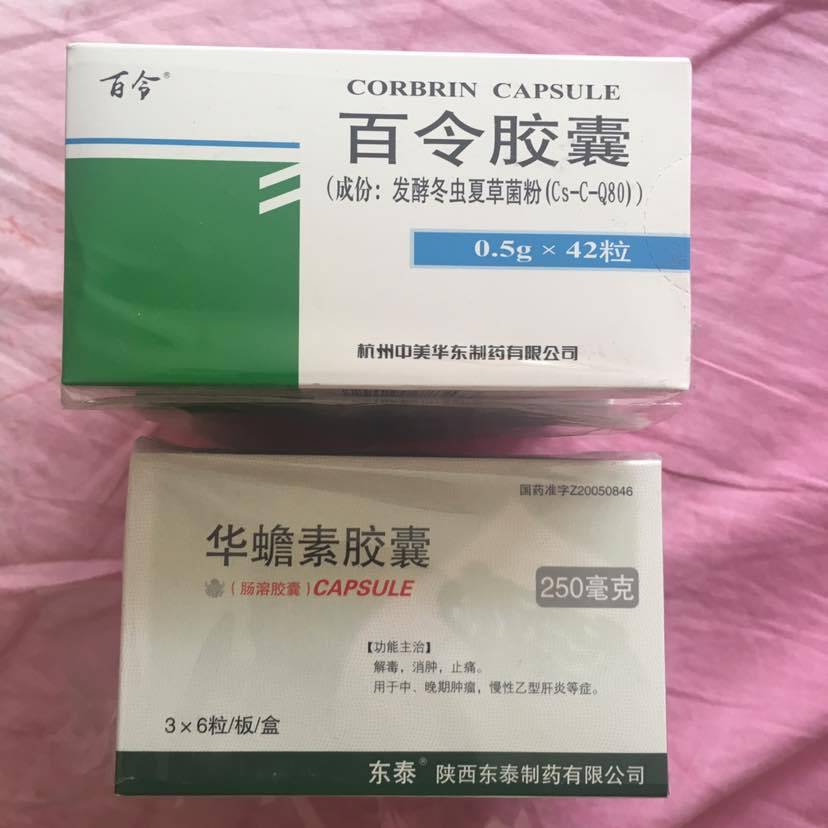 百令®
CORBRIN CAPSULE
百令胶囊
(成份：发酵冬虫夏草菌粉(Cs-C-Q80))
0.5g × 42粒
杭州中美华东制药有限公司
国药准字Z20050846
华蟾素胶囊
(肠溶胶囊) CAPSULE
250毫克
【功能主治】
解毒，消肿，止痛。
用于中、晚期肿瘤，慢性乙型肝炎等症。
3×6粒/板/盒
东泰® 陕西东泰制药有限公司